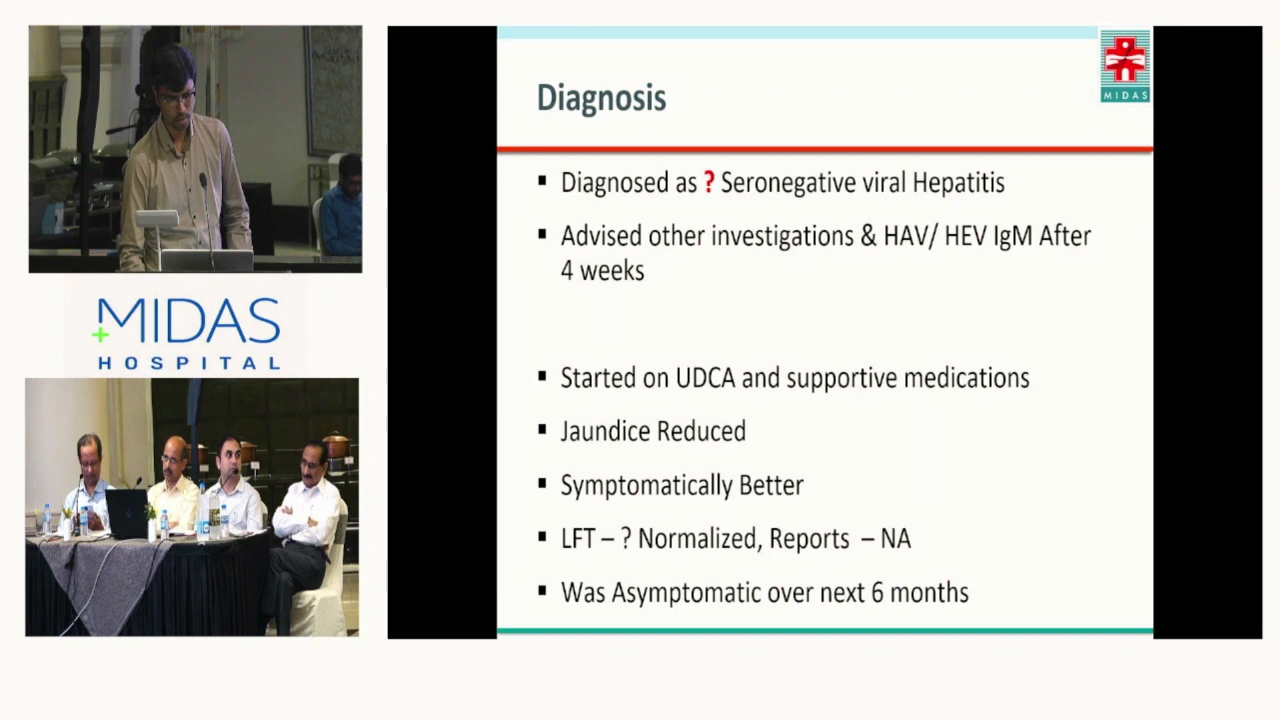 MIDAS
HOSPITAL
MIDAS
Diagnosis
▪ Diagnosed as ? Seronegative viral Hepatitis
▪ Advised other investigations & HAV/ HEV IgM After
4 weeks
▪ Started on UDCA and supportive medications
▪ Jaundice Reduced
▪ Symptomatically Better
▪ LFT – ? Normalized, Reports – NA
▪ Was Asymptomatic over next 6 months